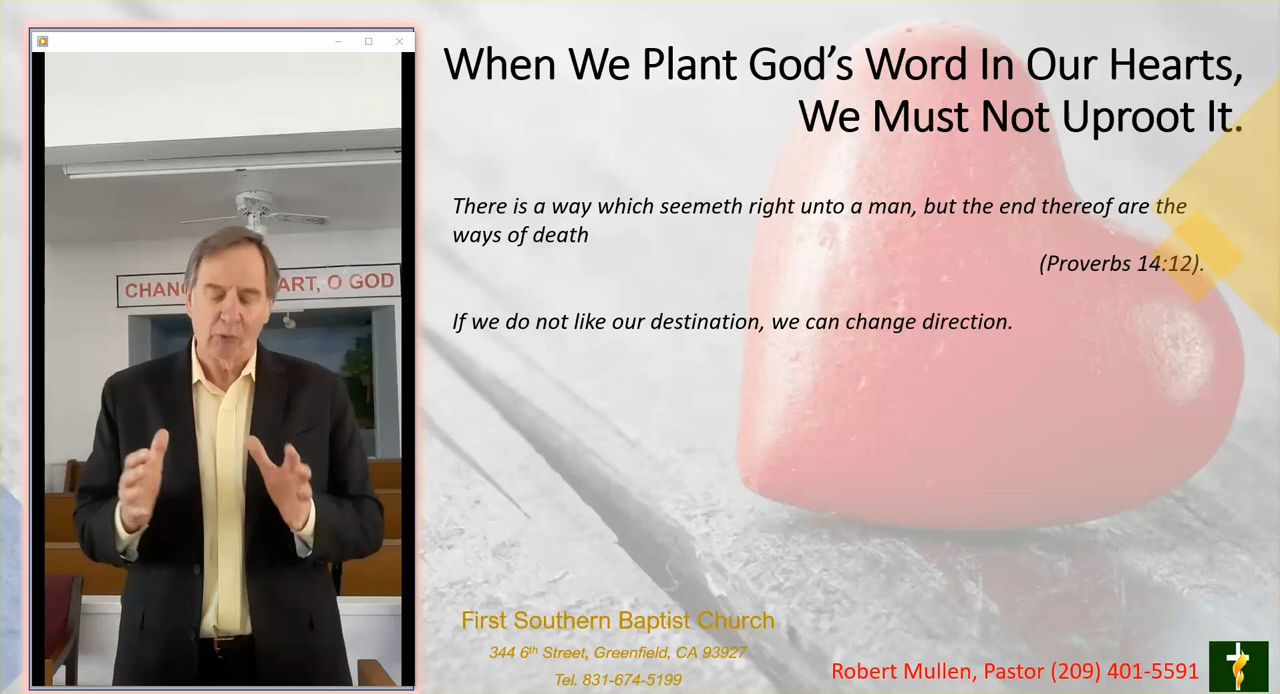 When We Plant God's Word In Our Hearts,
We Must Not Uproot It.
There is a way which seemeth right unto a man, but the end thereof are the
ways of death
(Proverbs 14:12).
If we do not like our destination, we can change direction.
CHAN ART, O GOD
First Southern Baptist Church
344 6th Street, Greenfield, CA 93927
Tel. 831-674-5199
Robert Mullen, Pastor (209) 401-5591